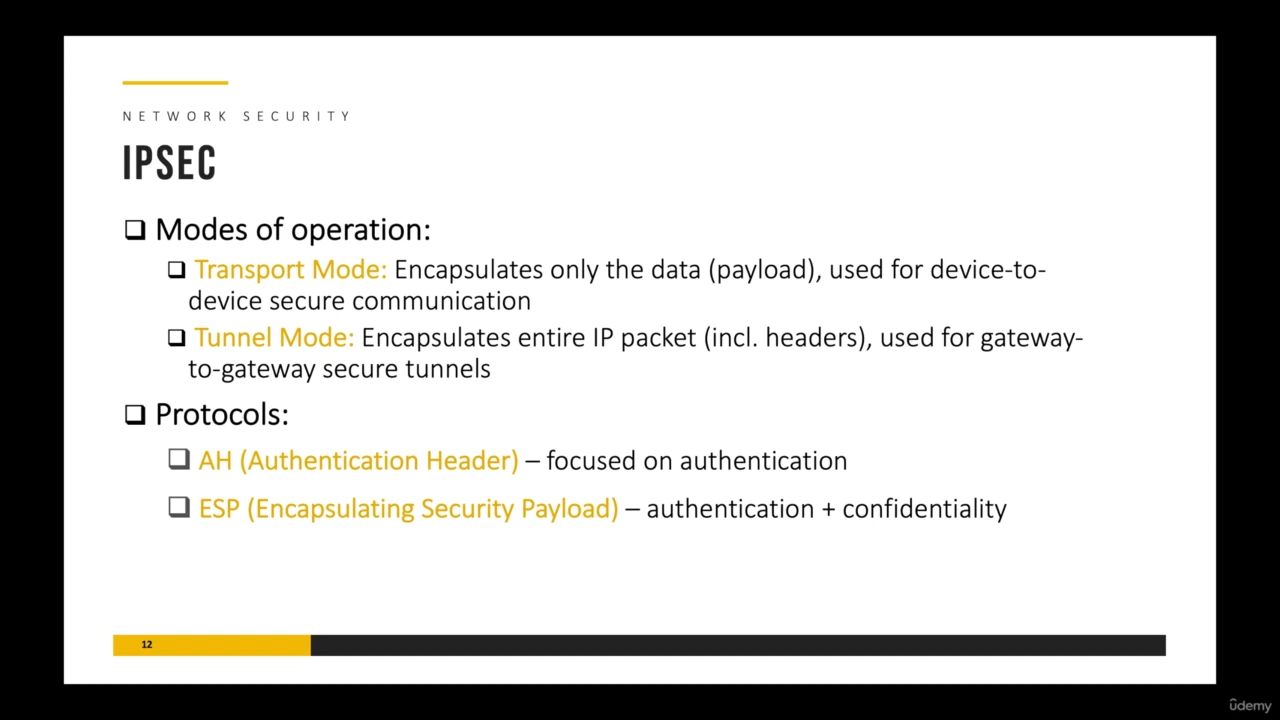 NETWORK SECURITY
IPSEC
Modes of operation:
Transport Mode: Encapsulates only the data (payload), used for device-to-
device secure communication
Tunnel Mode: Encapsulates entire IP packet (incl. headers), used for gateway-
to-gateway secure tunnels
Protocols:
AH (Authentication Header) – focused on authentication
ESP (Encapsulating Security Payload) – authentication + confidentiality
12
ûdemy